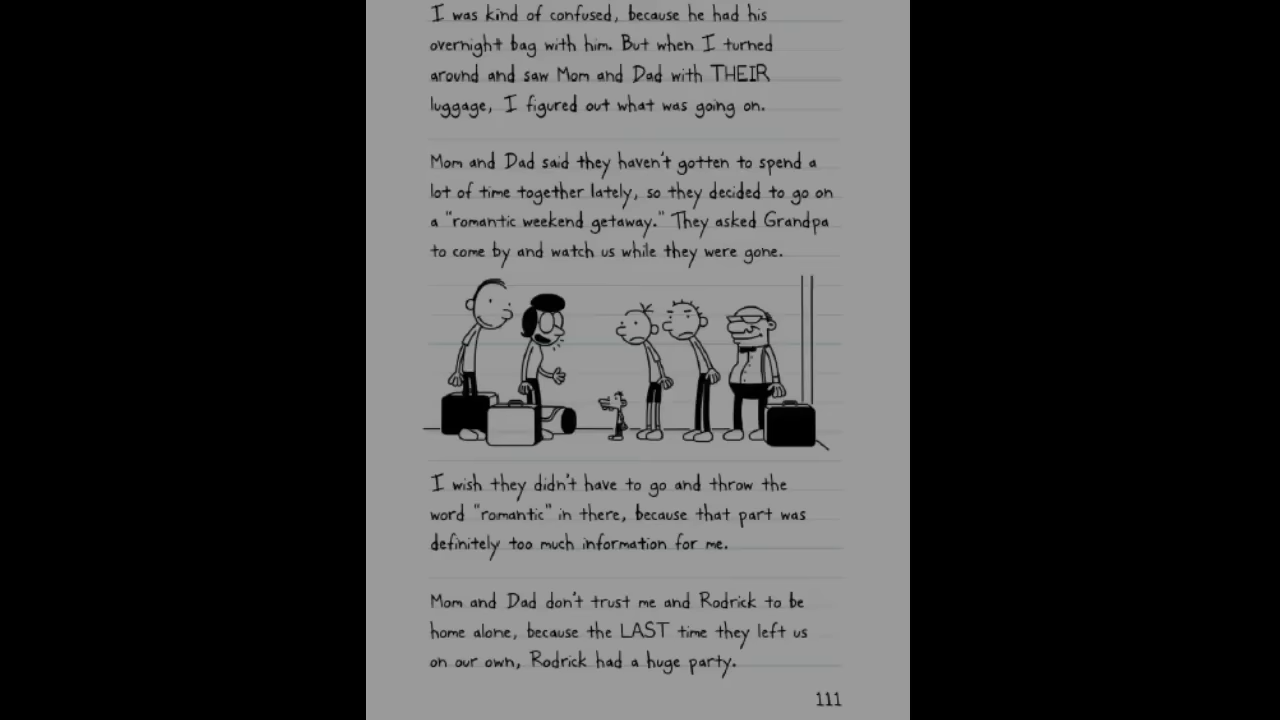 I was kind of confused, because he had his
overnight bag with him. But when I turned
around and saw Mom and Dad with THEIR
luggage, I figured out what was going on.
Mom and Dad said they haven't gotten to spend a
lot of time together lately, so they decided to go on
a "romantic weekend getaway." They asked Grandpa
to come by and watch us while they were gone.
I wish they didn't have to go and throw the
word "romantic" in there, because that part was
definitely too much information for me.
Mom and Dad don't trust me and Rodrick to be
home alone, because the LAST time they left us
on our own, Rodrick had a huge party.
111